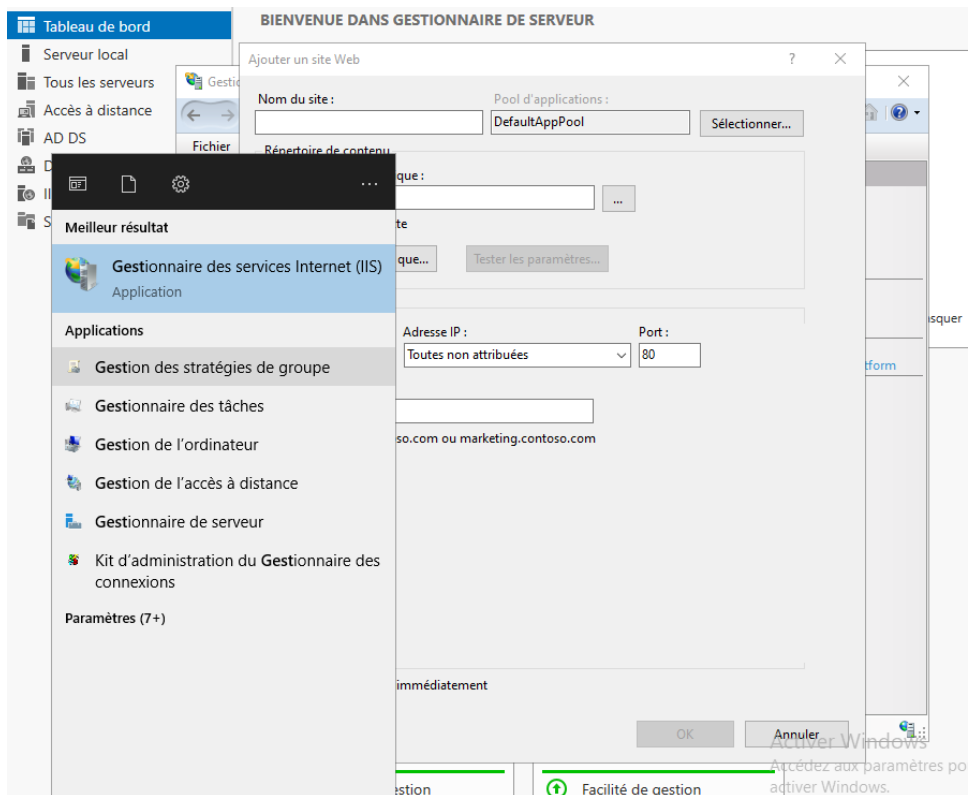 BIENVENUE DANS GESTIONNAIRE DE SERVEUR
Tableau de bord
Serveur local
Tous les serveurs
Accès à distance
AD DS
D
II
S
Gestio
Fichier
Ajouter un site Web
?
Nom du site :
Pool d'applications :
DefaultAppPool
Sélectionner...
Répertoire de contenu
que :
...
te
que...
Tester les paramètres...
Adresse IP :
Port :
Toutes non attribuées
80
so.com ou marketing.contoso.com
immédiatement
OK
Annuler
...
Meilleur résultat
Gestionnaire des services Internet (IIS)
Application
Applications
Gestion des stratégies de groupe
Gestionnaire des tâches
Gestion de l'ordinateur
Gestion de l'accès à distance
Gestionnaire de serveur
Kit d'administration du Gestionnaire des
connexions
Paramètres (7+)
squer
tform
Activer Windows
Accédez aux paramètres po
activer Windows.
estion
Facilité de gestion